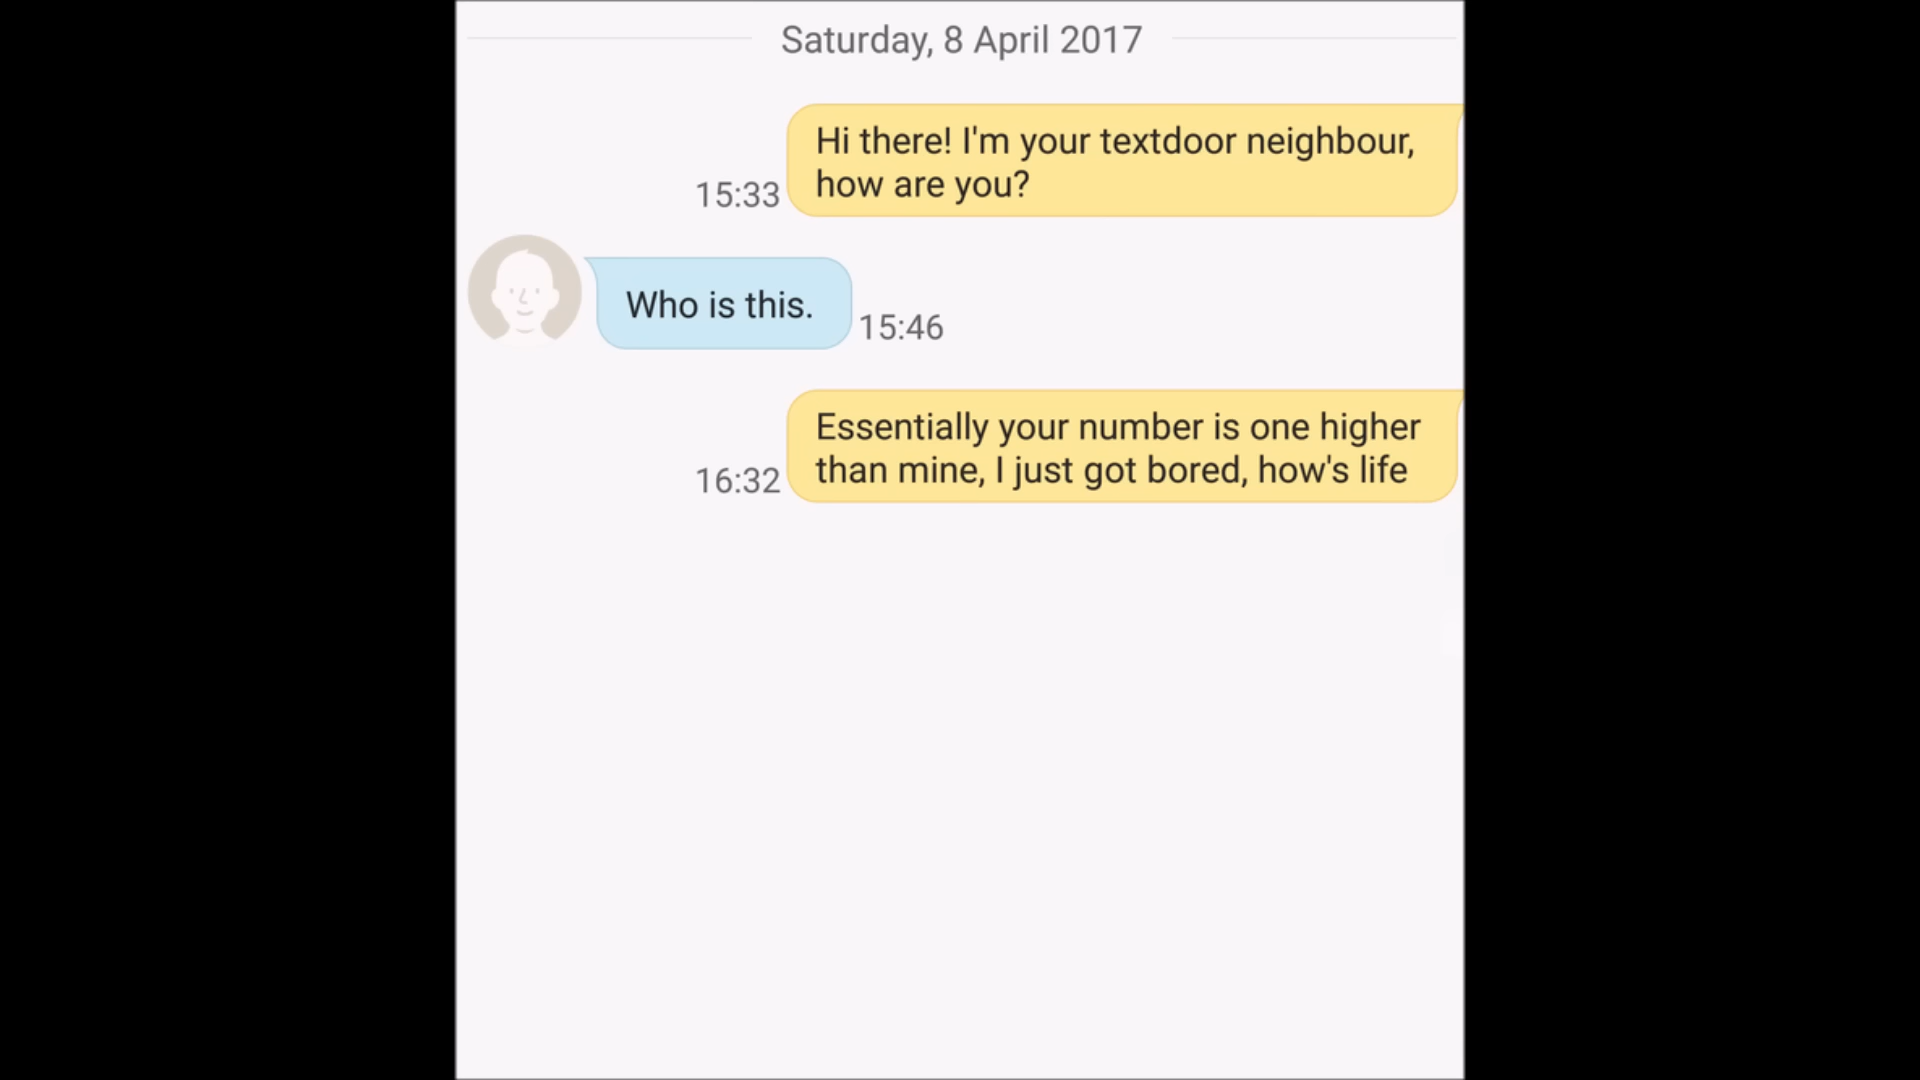 Saturday, 8 April 2017
Hi there! I'm your textdoor neighbour,
how are you?
15:33
Who is this.
15:46
Essentially your number is one higher
than mine, I just got bored, how's life
16:32